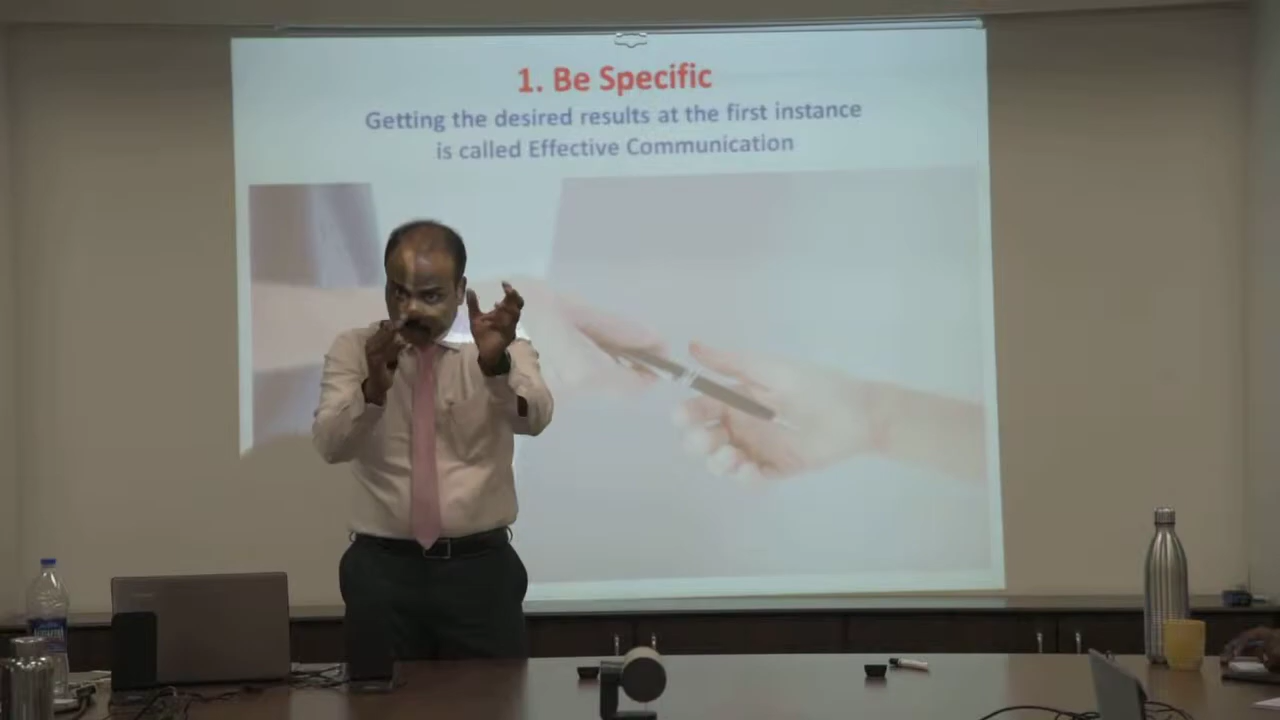 1. Be Specific
Getting the desired results at the first instance
is called Effective Communication